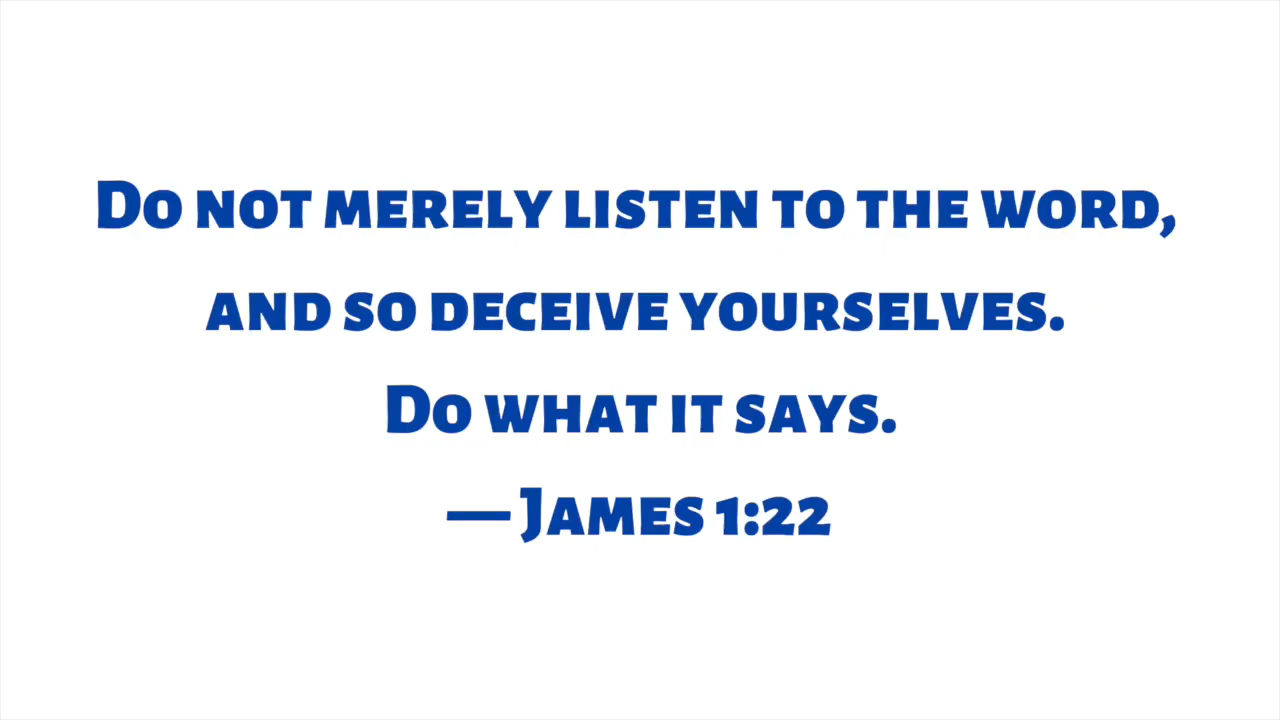 Do not merely listen to the word,
and so deceive yourselves.
Do what it says.
— James 1:22